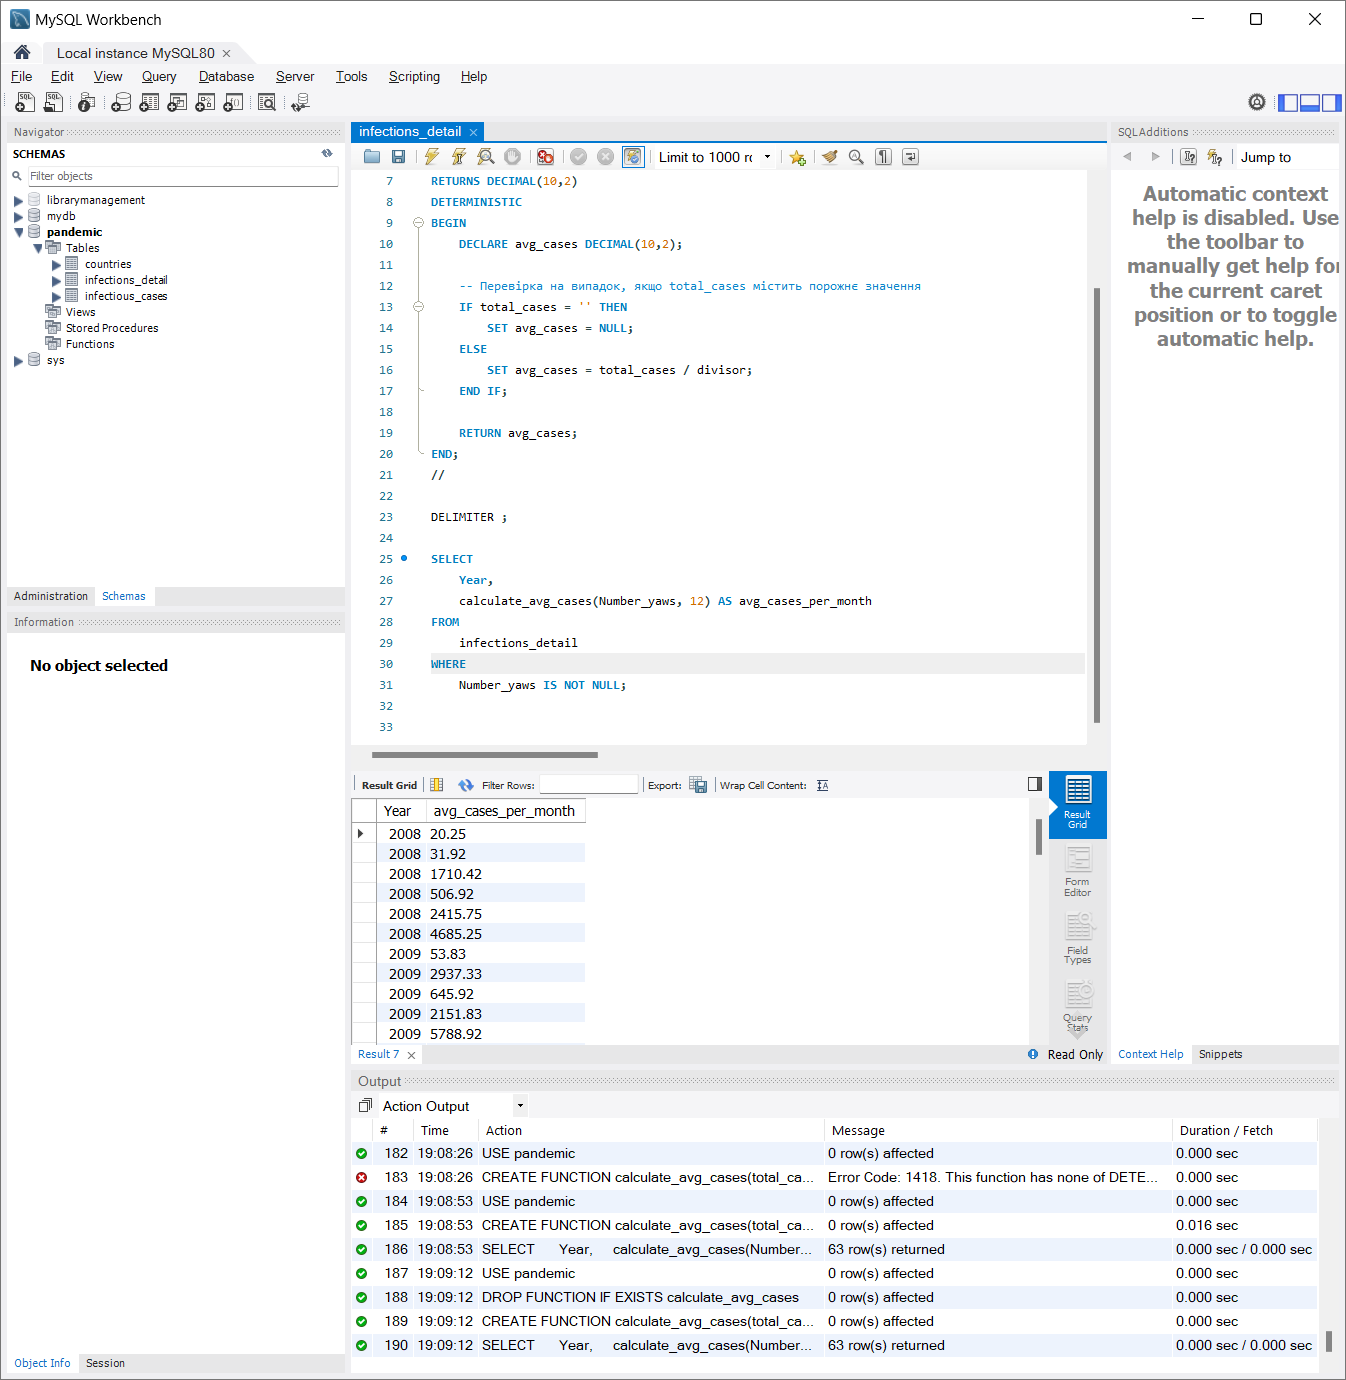 MySQL Workbench
Local instance MySQL80
File Edit View Query Database Server Tools Scripting Help
Navigator
SCHEMAS
Filter objects
librarymanagement
mydb
pandemic
Tables
countries
infections_detail
infectious_cases
Views
Stored Procedures
Functions
sys
Administration Schemas
Information
No object selected
Object Info Session
infections_detail
Limit to 1000 rc
7 RETURNS DECIMAL(10,2)
8 DETERMINISTIC
9 BEGIN
10 DECLARE avg_cases DECIMAL(10,2);
11
12 -- Перевірка на випадок, якщо total_cases містить порожнє значення
13 IF total_cases = '' THEN
14 SET avg_cases = NULL;
15 ELSE
16 SET avg_cases = total_cases / divisor;
17 END IF;
18
19 RETURN avg_cases;
20 END;
21 //
22
23 DELIMITER ;
24
25 SELECT
26 Year,
27 calculate_avg_cases(Number_yaws, 12) AS avg_cases_per_month
28 FROM
29 infections_detail
30 WHERE
31 Number_yaws IS NOT NULL;
32
33
Result Grid Filter Rows: Export: Wrap Cell Content:
Year avg_cases_per_month
2008 20.25
2008 31.92
2008 1710.42
2008 506.92
2008 2415.75
2008 4685.25
2009 53.83
2009 2937.33
2009 645.92
2009 2151.83
2009 5788.92
Result Grid
Form Editor
Field Types
Query Stats
Result 7
Read Only
SQLAdditions
Jump to
Automatic context
help is disabled. Use
the toolbar to
manually get help for
the current caret
position or to toggle
automatic help.
Context Help Snippets
Output
Action Output
# Time Action Message Duration / Fetch
182 19:08:26 USE pandemic 0 row(s) affected 0.000 sec
183 19:08:26 CREATE FUNCTION calculate_avg_cases(total_ca... Error Code: 1418. This function has none of DETE... 0.000 sec
184 19:08:53 USE pandemic 0 row(s) affected 0.000 sec
185 19:08:53 CREATE FUNCTION calculate_avg_cases(total_ca... 0 row(s) affected 0.016 sec
186 19:08:53 SELECT Year, calculate_avg_cases(Number... 63 row(s) returned 0.000 sec / 0.000 sec
187 19:09:12 USE pandemic 0 row(s) affected 0.000 sec
188 19:09:12 DROP FUNCTION IF EXISTS calculate_avg_cases 0 row(s) affected 0.000 sec
189 19:09:12 CREATE FUNCTION calculate_avg_cases(total_ca... 0 row(s) affected 0.000 sec
190 19:09:12 SELECT Year, calculate_avg_cases(Number... 63 row(s) returned 0.000 sec / 0.000 sec